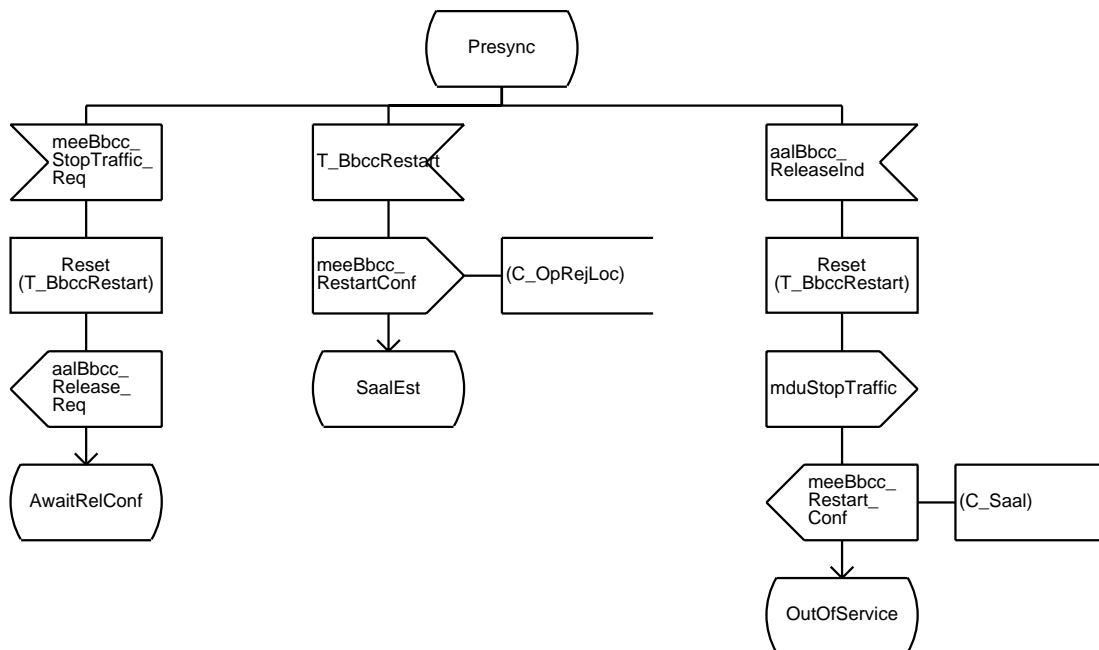 Presync
meeBbcc_
StopTraffic_
Req
T_BbccRestart
aalBbcc_
ReleaseInd
Reset
(T_BbccRestart)
meeBbcc_
RestartConf
(C_OpRejLoc)
Reset
(T_BbccRestart)
aalBbcc_
Release_
Req
SaalEst
mduStopTraffic
AwaitRelConf
meeBbcc_
Restart_
Conf
(C_Saal)
OutOfService